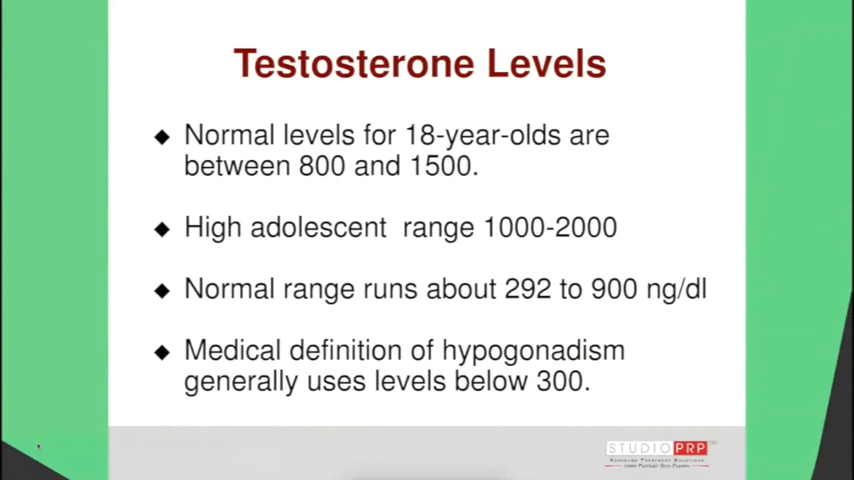 Testosterone Levels
Normal levels for 18-year-olds are
between 800 and 1500.
High adolescent range 1000-2000
Normal range runs about 292 to 900 ng/dl
Medical definition of hypogonadism
generally uses levels below 300.
STUDIO PRP